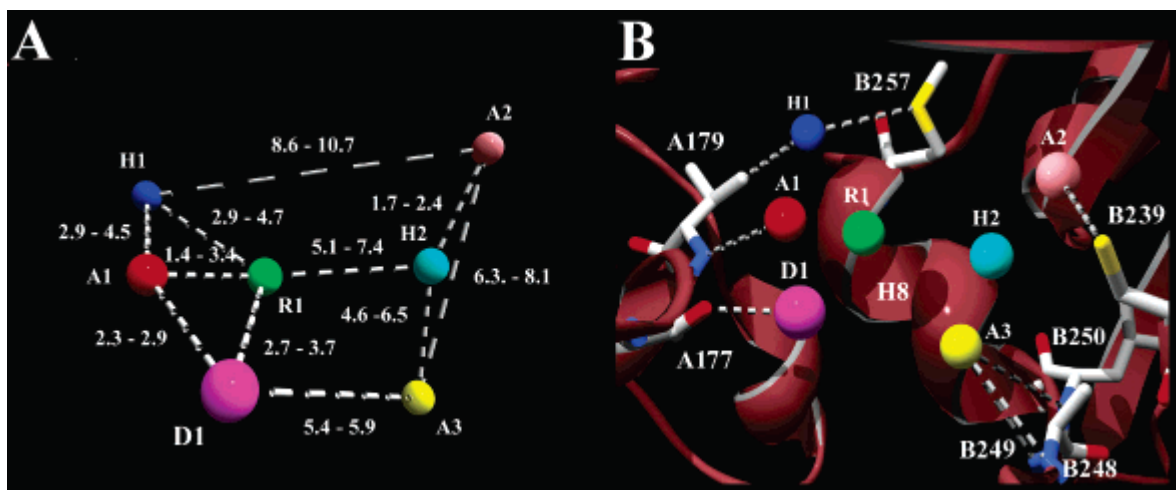 A
A2
8.6 - 10.7
H1
2.9 - 4.7
1.7 - 2.4
2.9 - 4.5
H2
1.4 - 3.4
5.1 - 7.4
6.3. - 8.1
A1
R1
4.6 -6.5
2.3 - 2.9
2.7 - 3.7
5.4 - 5.9
D1
A3
B
B257
H1
A179
A2
A1
R1
B239
H2
D1
H8
A3
B250
A177
B249
B248